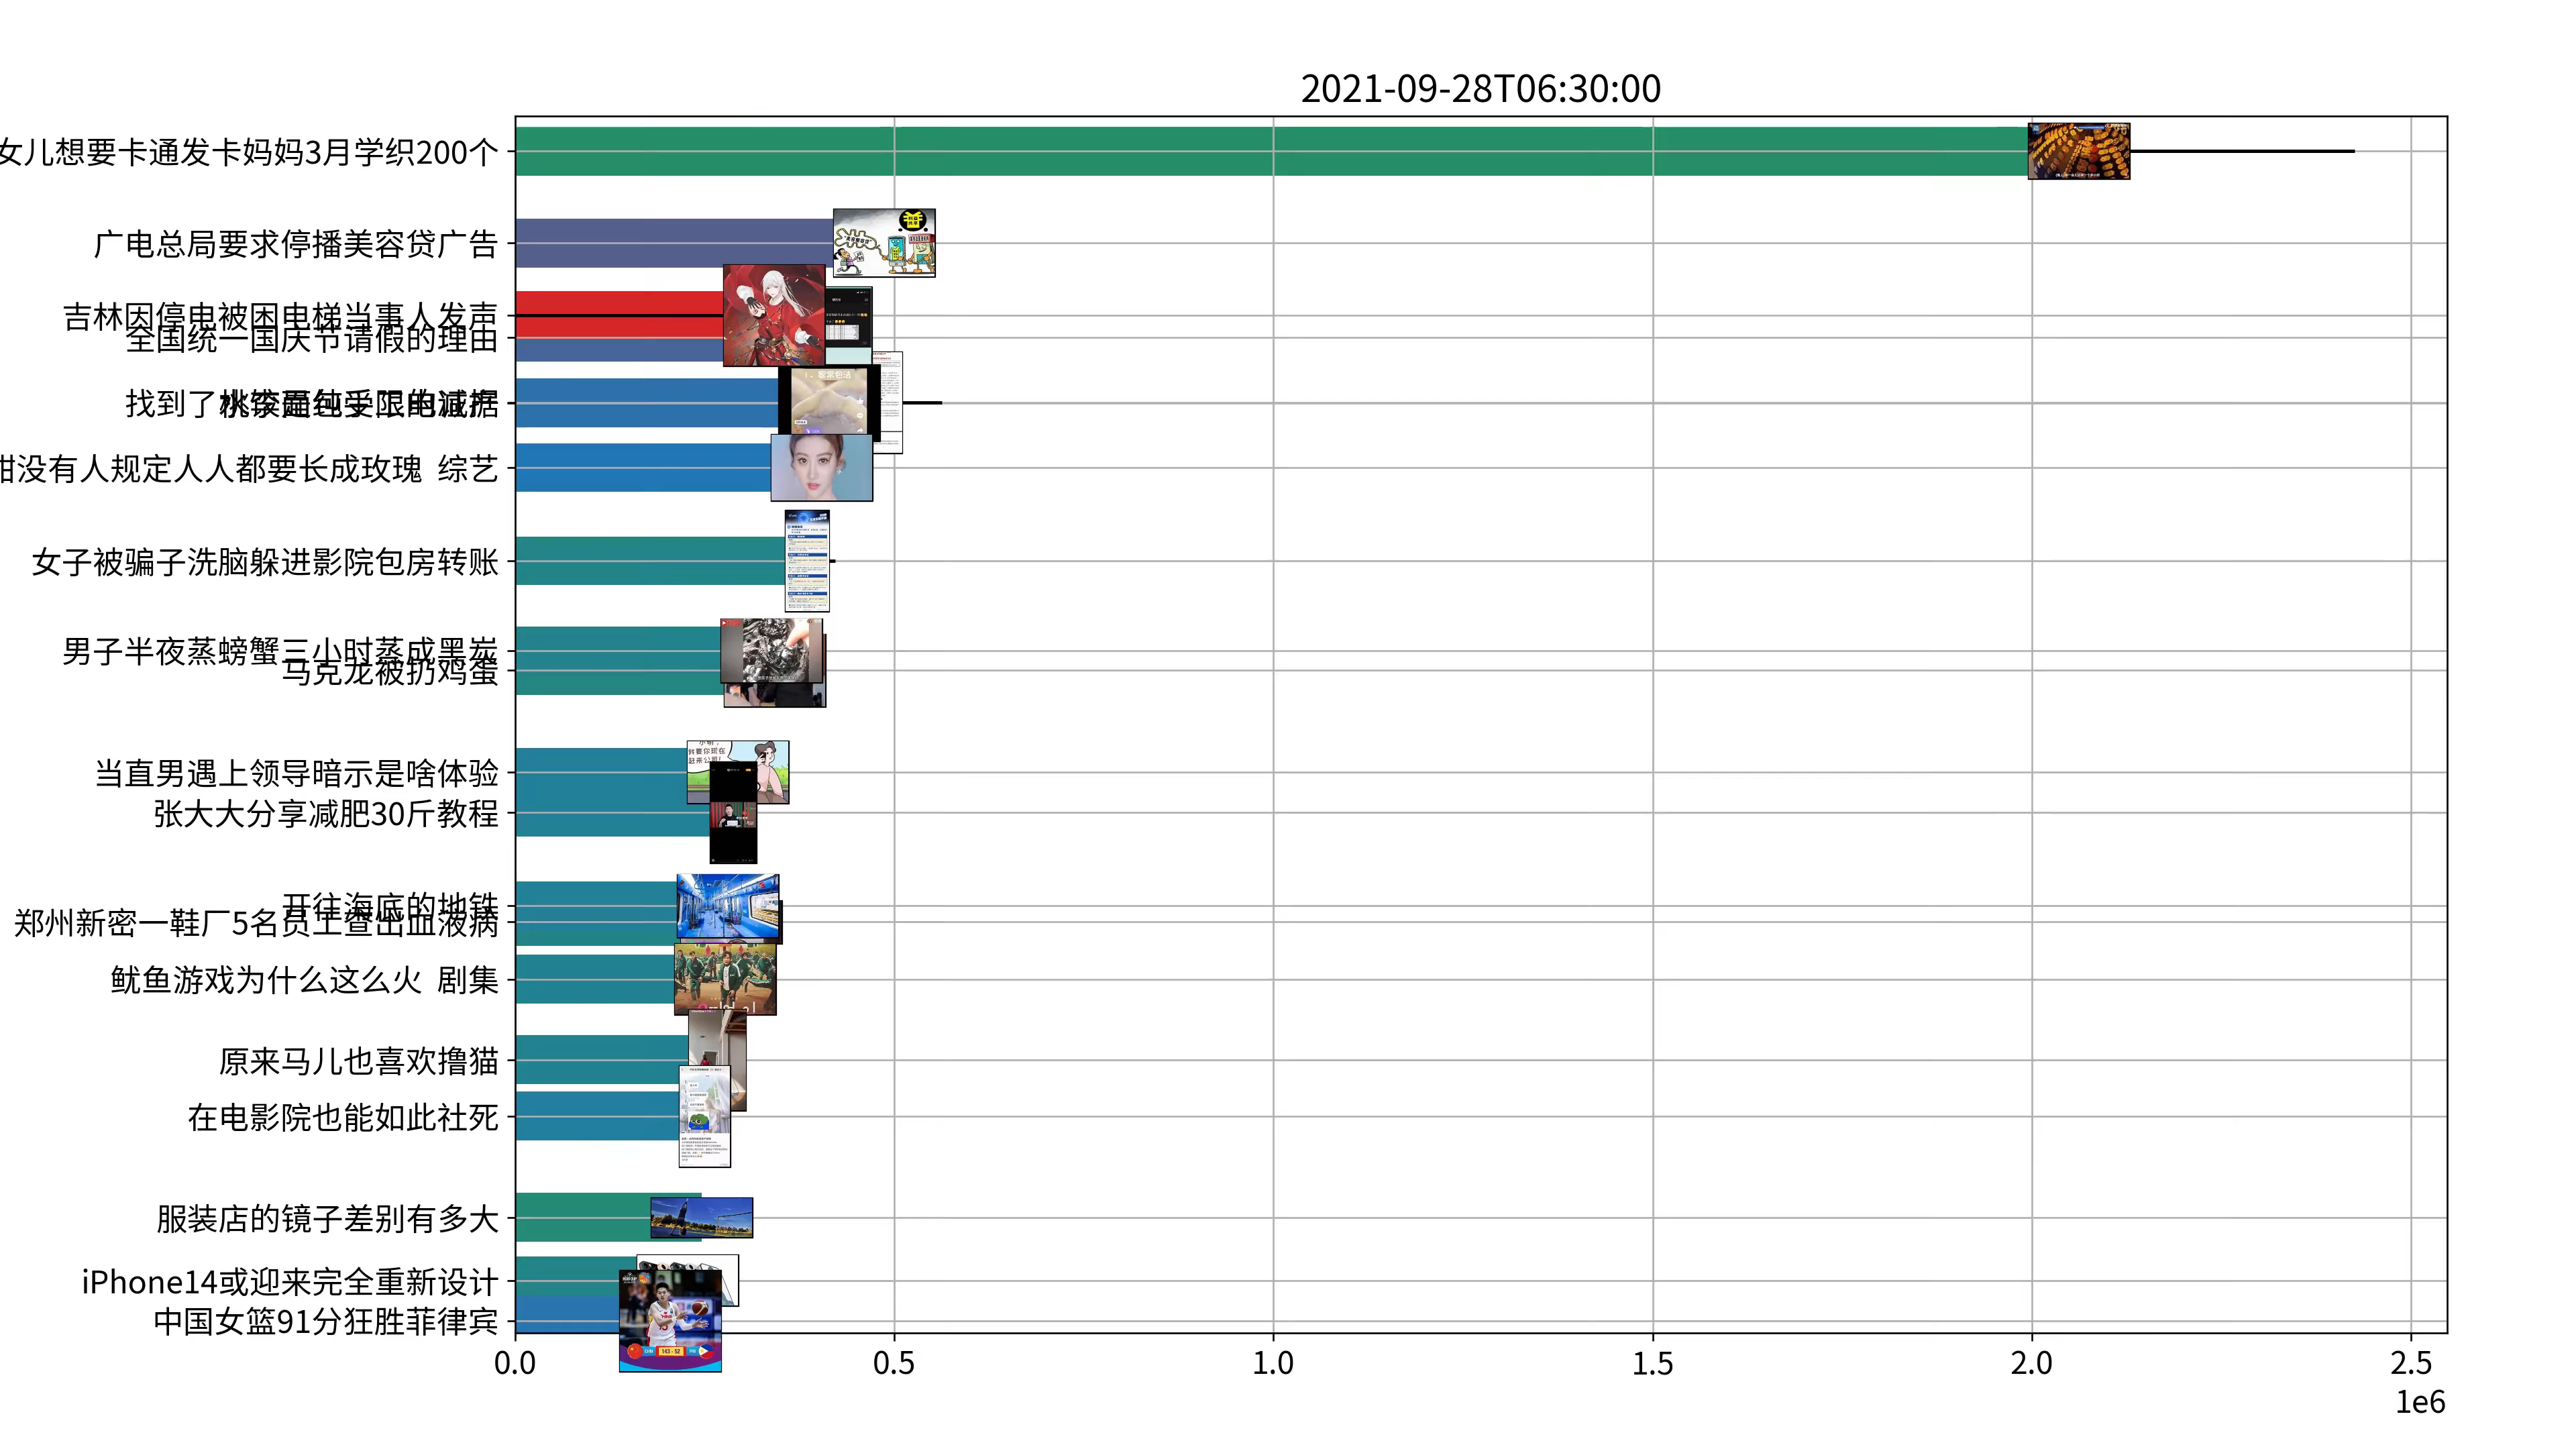 2021-09-28T06:30:00
女儿想要卡通发卡妈妈3月学织200个
广电总局要求停播美容贷广告
吉林因停电被困电梯当事人发声
全国统一国庆节请假的理由
找到了
没有人规定人人都要长成玫瑰 综艺
女子被骗子洗脑躲进影院包房转账
男子半夜蒸螃蟹三小时蒸成黑炭
马克龙被扔鸡蛋
当直男遇上领导暗示是啥体验
张大大分享减肥30斤教程
开往海底的地铁
郑州新密一鞋厂5名员工查出血液病
鱿鱼游戏为什么这么火 剧集
原来马儿也喜欢撸猫
在电影院也能如此社死
服装店的镜子差别有多大
iPhone14或迎来完全重新设计
中国女篮91分狂胜菲律宾
143 - 52
0.0 0.5 1.0 1.5 2.0 2.5
1e6